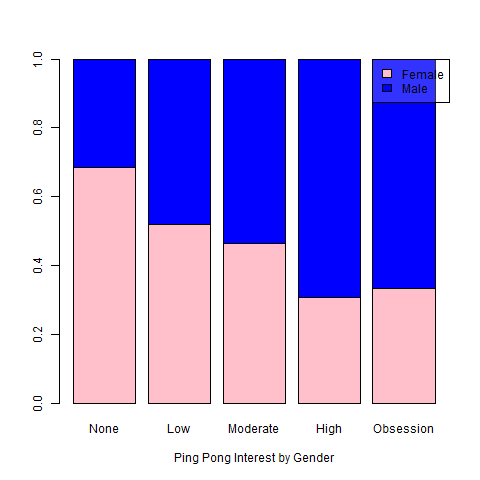 1.0
0.8
0.6
0.4
0.2
0.0
Female
Male
None Low Moderate High Obsession
Ping Pong Interest by Gender